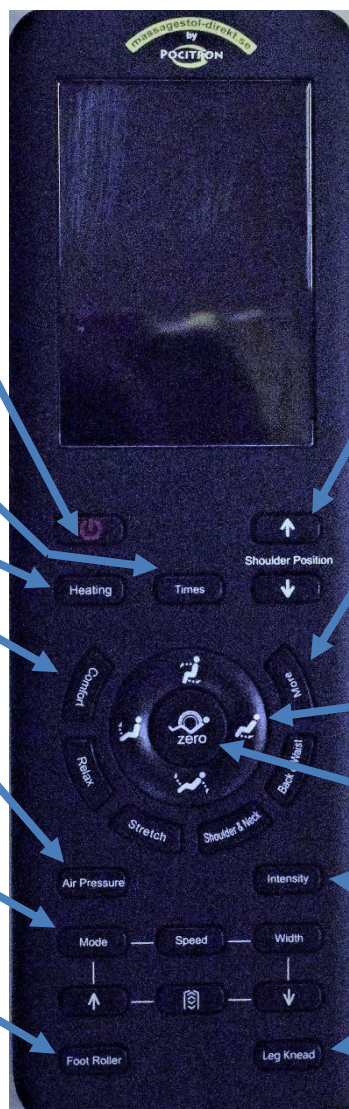 massagestol-direkt.se
by
POCITRON
Shoulder Position
Heating
Times
Comfort
More
zero
Relax
Back & Waist
Stretch
Shoulder & Neck
Air Pressure
Intensity
Mode
Speed
Width
Foot Roller
Leg Knead